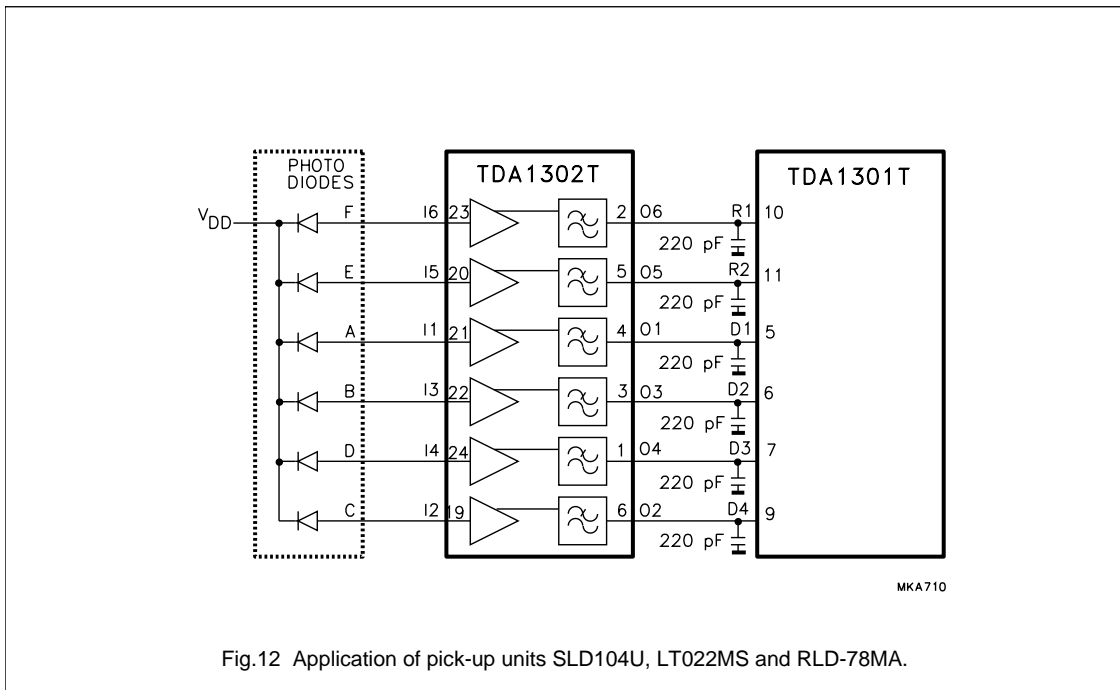 PHOTO
DIODES
TDA1302T
TDA1301T
VDD
F I6 23 2 O6 R1 10
220 pF
E I5 20 5 O5 R2 11
220 pF
A I1 21 4 O1 D1 5
220 pF
B I3 22 3 O3 D2 6
220 pF
D I4 24 1 O4 D3 7
220 pF
C I2 19 6 O2 D4 9
220 pF
MKA710
Fig.12 Application of pick-up units SLD104U, LT022MS and RLD-78MA.